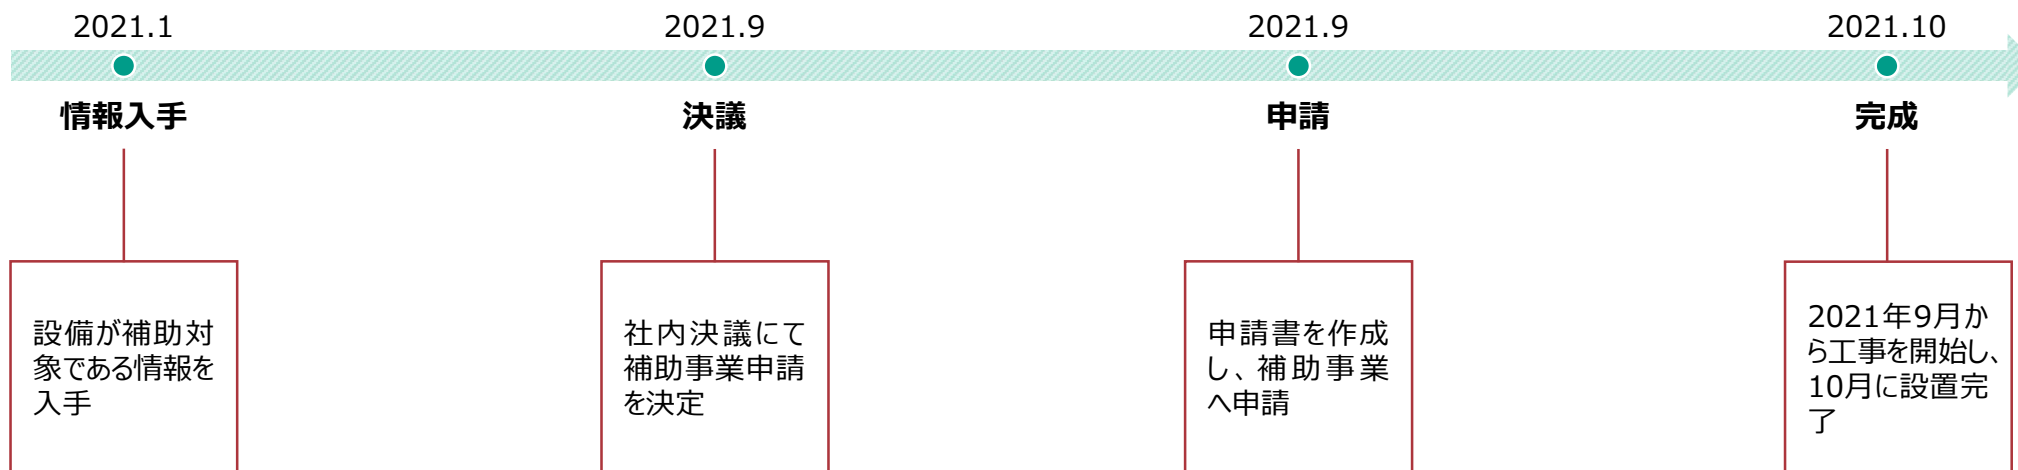 2021.1
2021.9
2021.9
2021.10
情報入手
決議
申請
完成
設備が補助対
象である情報を
入手
社内決議にて
補助事業申請
を決定
申請書を作成
し、補助事業
へ申請
2021年9月か
ら工事を開始し、
10月に設置完
了